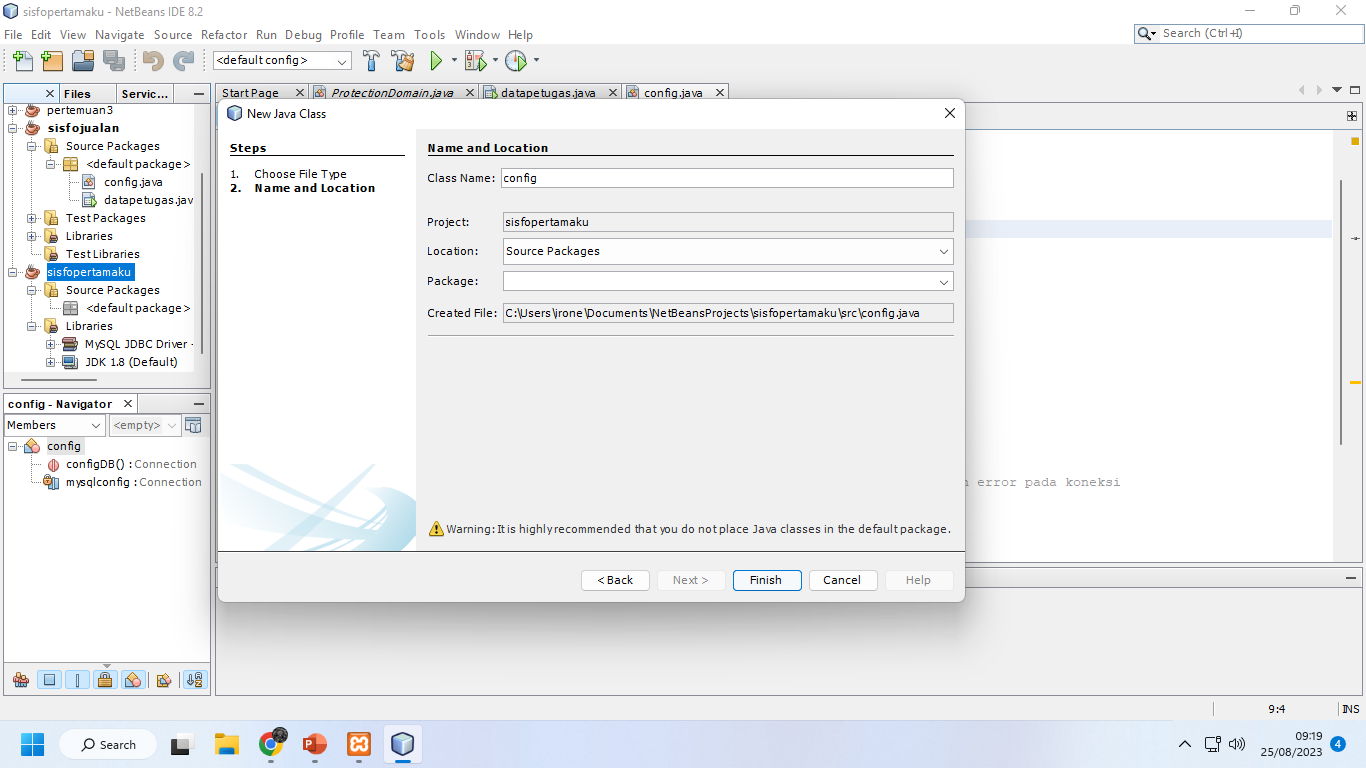 sisfopertamaku - NetBeans IDE 8.2
File Edit View Navigate Source Refactor Run Debug Profile Team Tools Window Help
Search (Ctrl+I)
<default config>
Files
Servic...
Start Page
ProtectionDomain.java
datapetugas.java
config.java
pertemuan3
sisfojualan
Source Packages
<default package>
config.java
datapetugas.jav
Test Packages
Libraries
Test Libraries
sisfopertamaku
Source Packages
<default package>
Libraries
MySQL JDBC Driver -
JDK 1.8 (Default)
config - Navigator
Members
<empty>
config
configDB() : Connection
mysqlconfig : Connection
New Java Class
Steps
1. Choose File Type
2. Name and Location
Name and Location
Class Name: config
Project: sisfopertamaku
Location: Source Packages
Package:
Created File: C:\Users\irone\Documents\NetBeansProjects\sisfopertamaku\src\config.java
Warning: It is highly recommended that you do not place Java classes in the default package.
< Back
Next >
Finish
Cancel
Help
error pada koneksi
9:4
INS
Search
09:19
25/08/2023
4